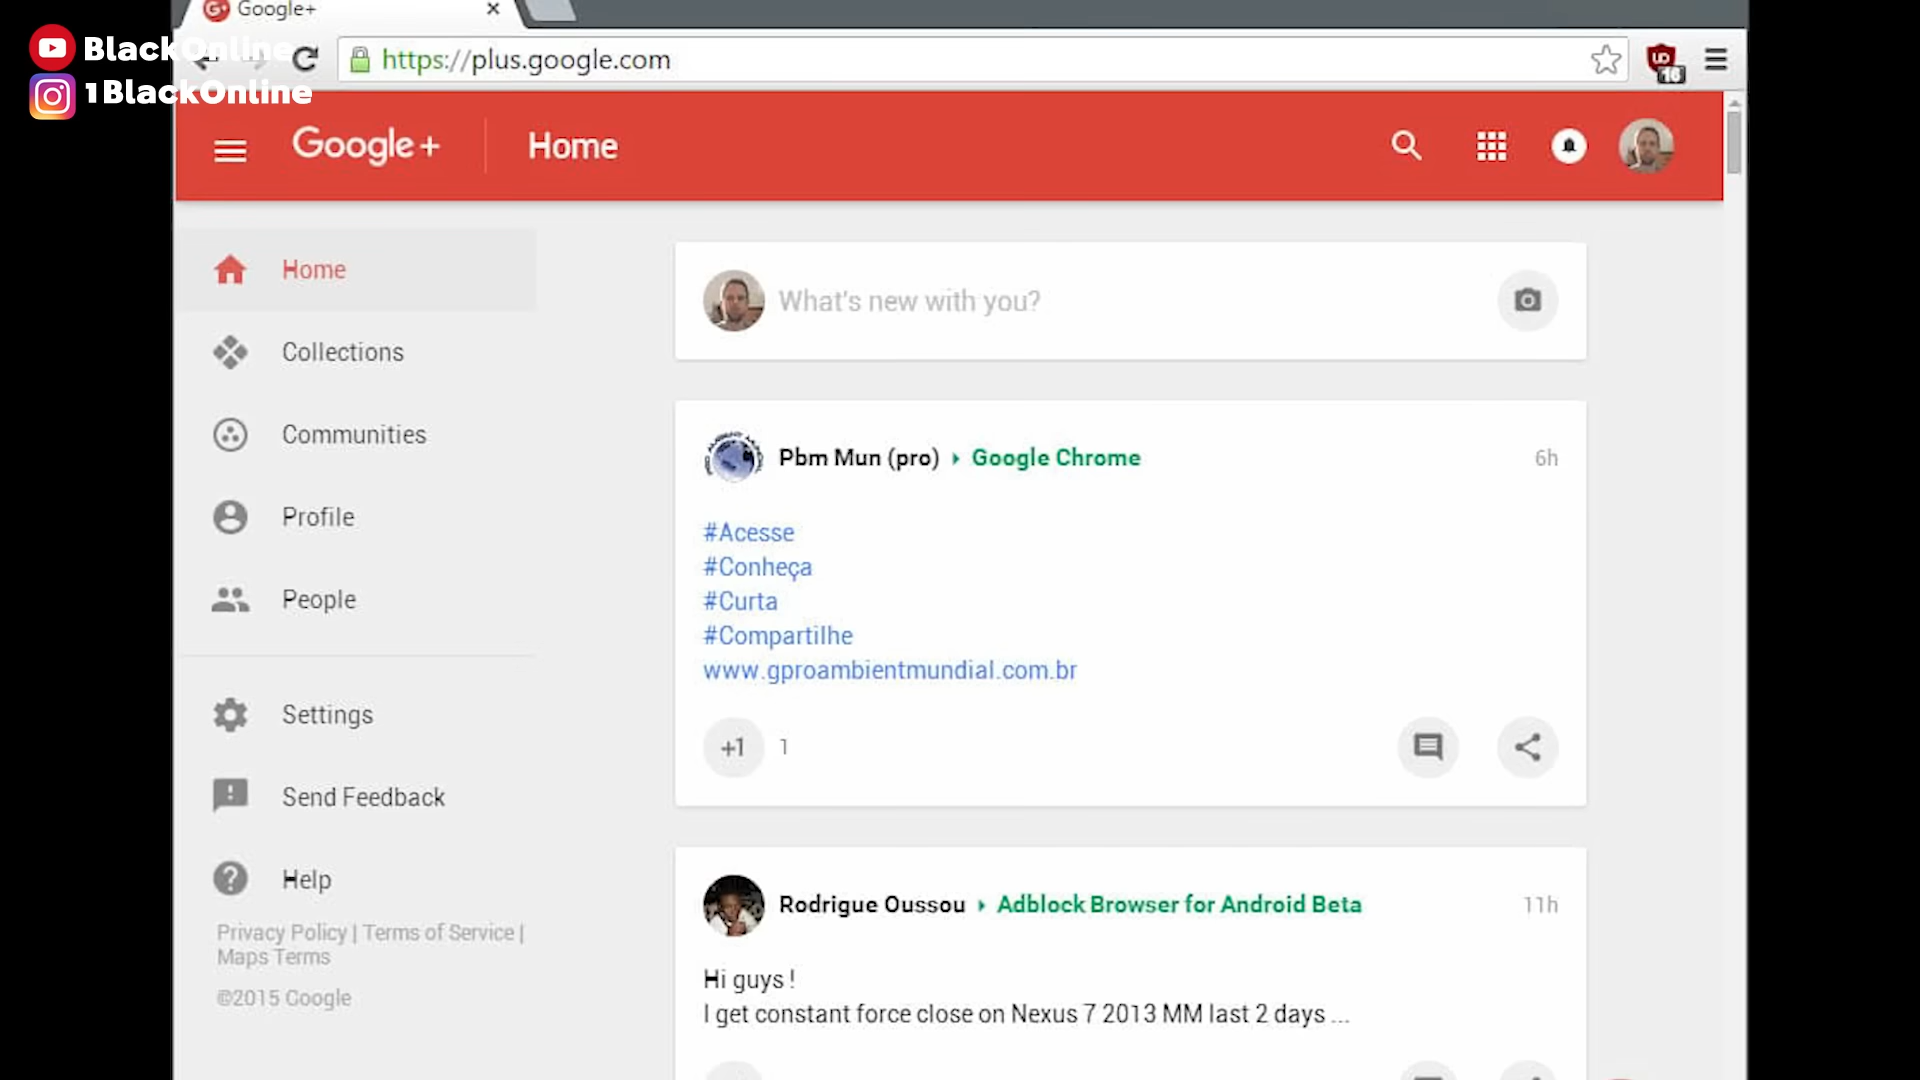 Google+
BlackOnline
https://plus.google.com
16
1BlackOnline
Google+
Home
Home
What's new with you?
Collections
Communities
Pbm Mun (pro) Google Chrome
6h
Profile
#Acesse
#Conheça
#Curta
#Compartilhe
www.gproambientmundial.com.br
People
Settings
+1
1
Send Feedback
Help
Privacy Policy | Terms of Service |
Maps Terms
©2015 Google
Rodrigue Oussou Adblock Browser for Android Beta
11h
Hi guys !
I get constant force close on Nexus 7 2013 MM last 2 days ...